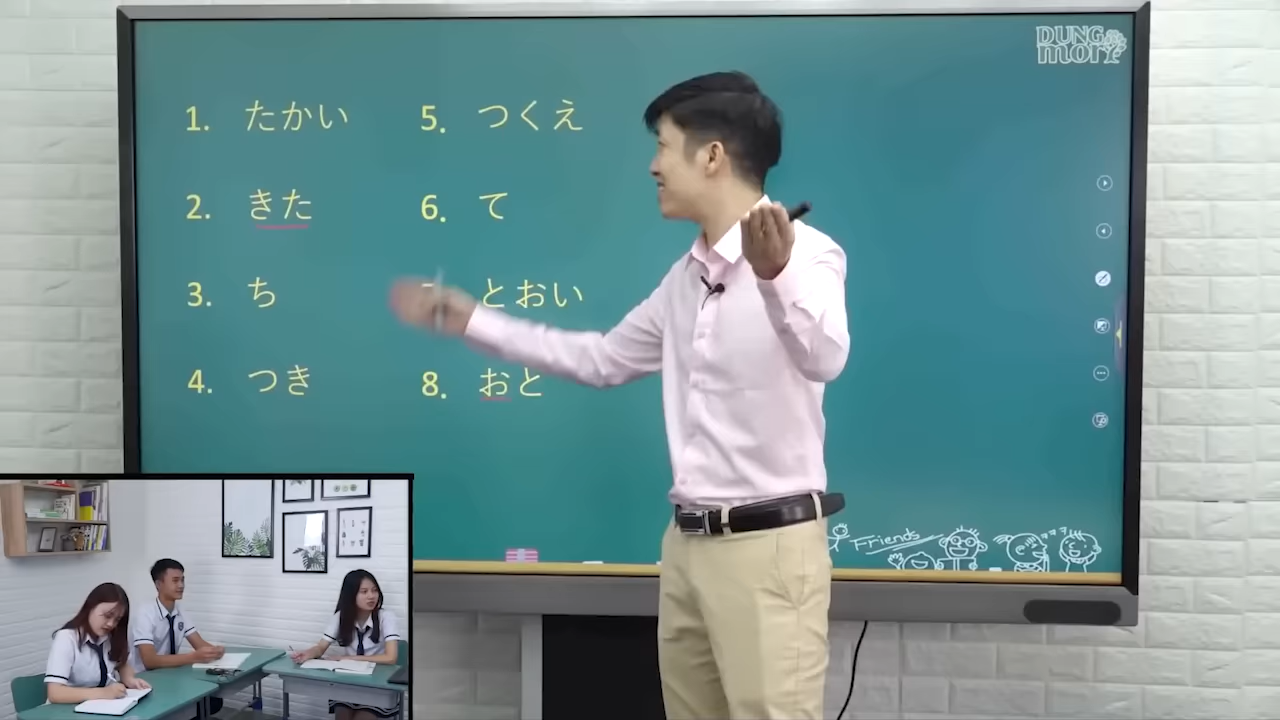 DUNG
mori
1. たかい
2. きた
3. ち
4. つき
5. つくえ
6. て
とおい
8. おと
Friends